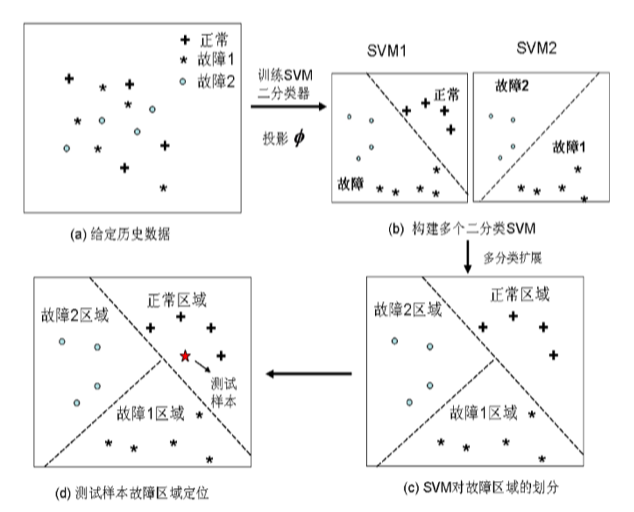 正常
故障1
故障2
训练SVM
二分类器
投影 ϕ
SVM1
SVM2
正常
故障
故障2
故障1
(a) 给定历史数据
(b) 构建多个二分类SVM
多分类扩展
故障2区域
正常区域
测试
样本
故障1区域
故障2区域
正常区域
故障1区域
(d) 测试样本故障区域定位
(c) SVM对故障区域的划分